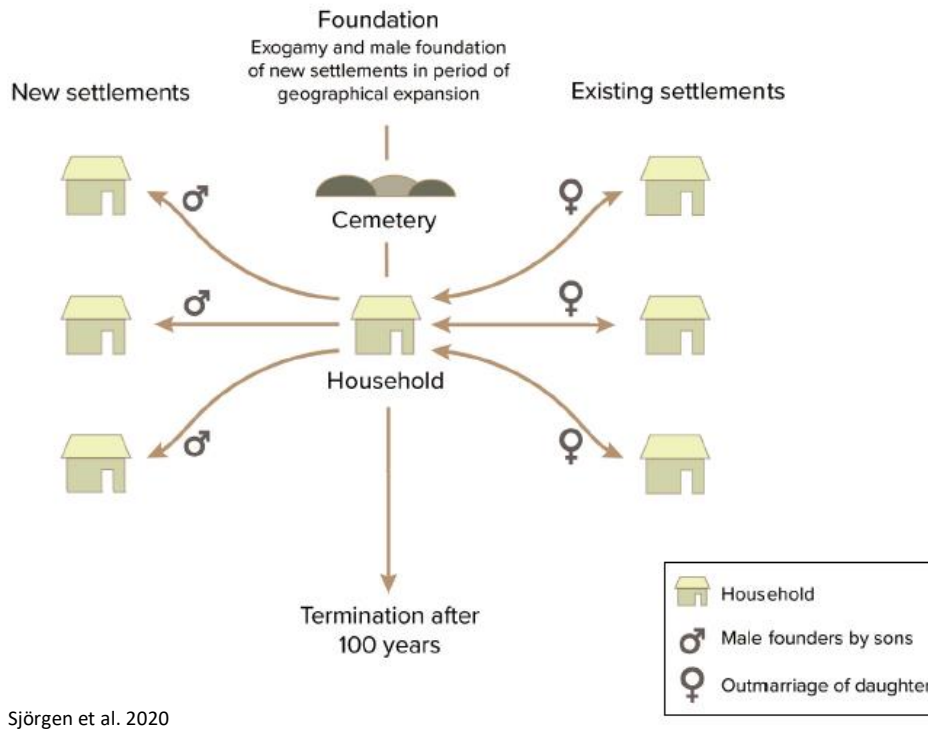 Foundation
Exogamy and male foundation
of new settlements in period of
geographical expansion
New settlements
Existing settlements
Cemetery
Household
Termination after
100 years
Household
Male founders by sons
Outmarriage of daughter
Sjörgen et al. 2020